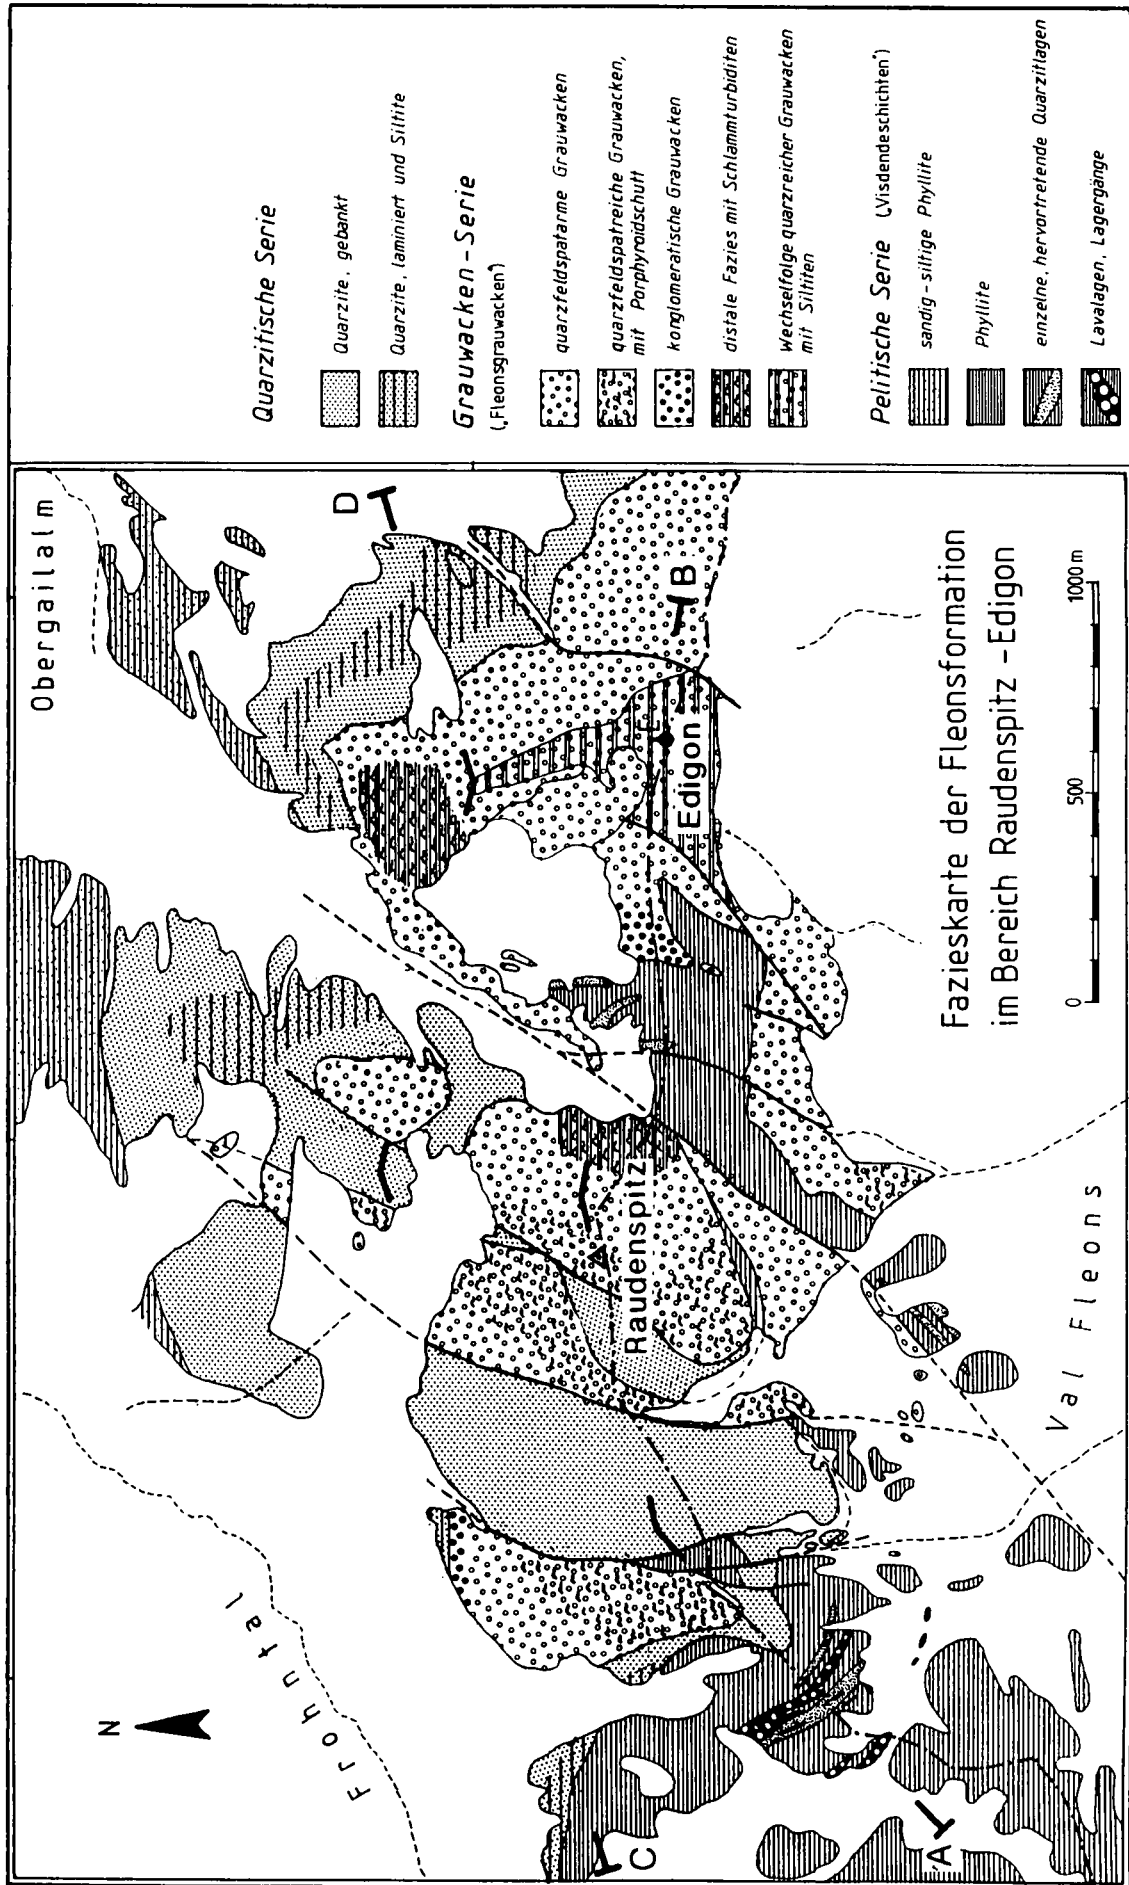 Obergailalm
D
B
Edigon
Raudenspitz
N
Frohntal
C
A
Val Fleons
Fazieskarte der Fleonsformation
im Bereich Raudenspitz-Edigon
0 500 1000 m
Quarzitische Serie
Quarzite, gebankt
Quarzite, laminiert und Siltite
Grauwacken-Serie
(„Fleonsgrauwacken“)
quarzfeldspatarme Grauwacken
quarzfeldspatreiche Grauwacken,
mit Porphyroidschutt
konglomeratische Grauwacken
distale Fazies mit Schlammturbiditen
Wechselfolge quarzreicher Grauwacken
mit Siltiten
Pelitische Serie („Visdendeschichten“)
sandig-siltige Phyllite
Phyllite
einzelne, hervortretende Quarzitlagen
Lavalagen, Lagergänge